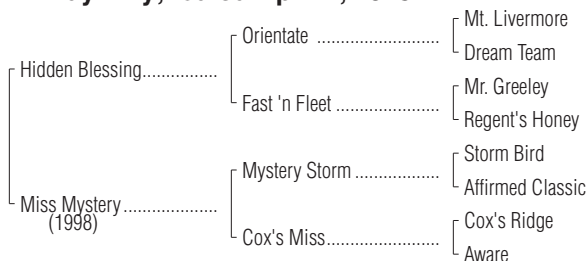 Mt. Livermore
Orientate
Dream Team
Hidden Blessing
Mr. Greeley
Fast 'n Fleet
Regent's Honey
Storm Bird
Mystery Storm
Affirmed Classic
Miss Mystery
(1998)
Cox's Ridge
Cox's Miss
Aware